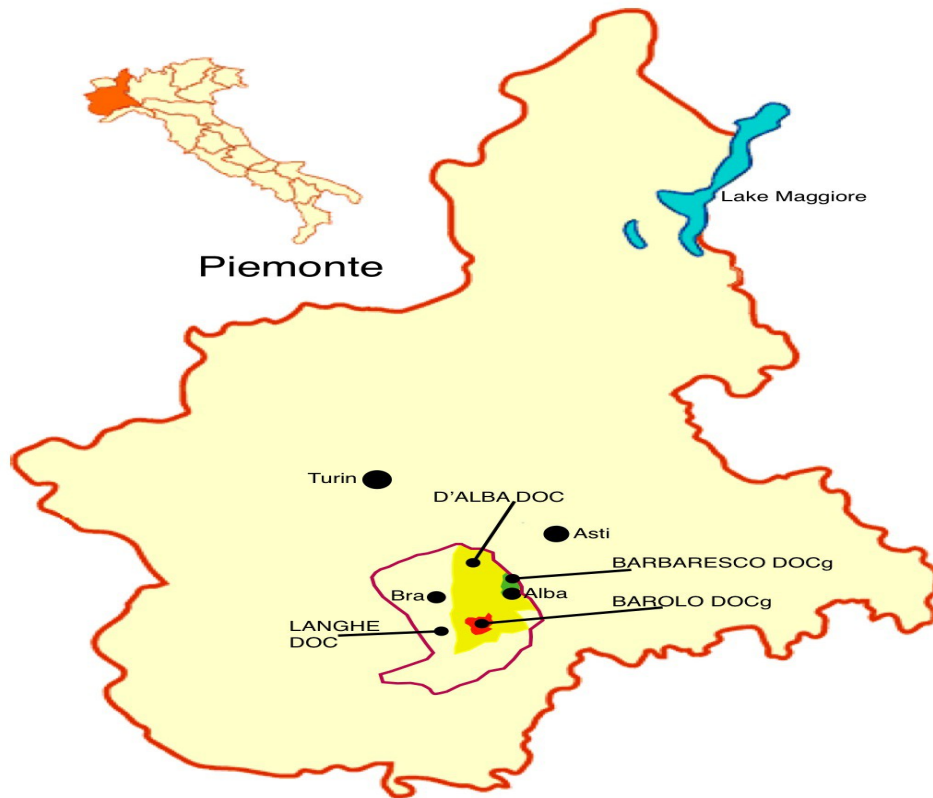 Lake Maggiore
Piemonte
Turin
D'ALBA DOC
Asti
BARBARESCO DOCg
Bra
Alba
BAROLO DOCg
LANGHE
DOC